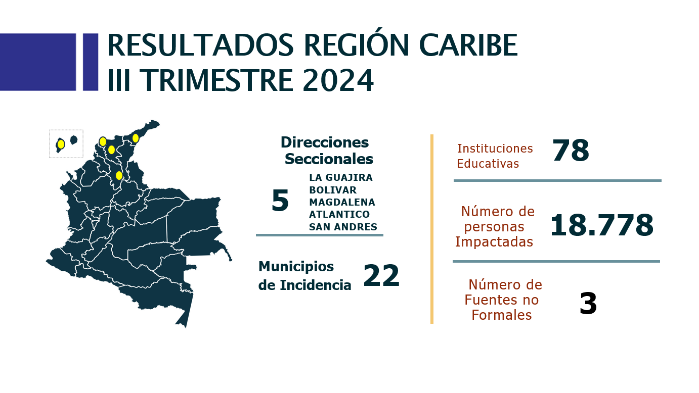 RESULTADOS REGIÓN CARIBE
III TRIMESTRE 2024
Direcciones
Seccionales
5
LA GUAJIRA
BOLIVAR
MAGDALENA
ATLANTICO
SAN ANDRES
Municipios
de Incidencia
22
Instituciones
Educativas
78
Número de
personas
Impactadas
18.778
Número de
Fuentes no
Formales
3